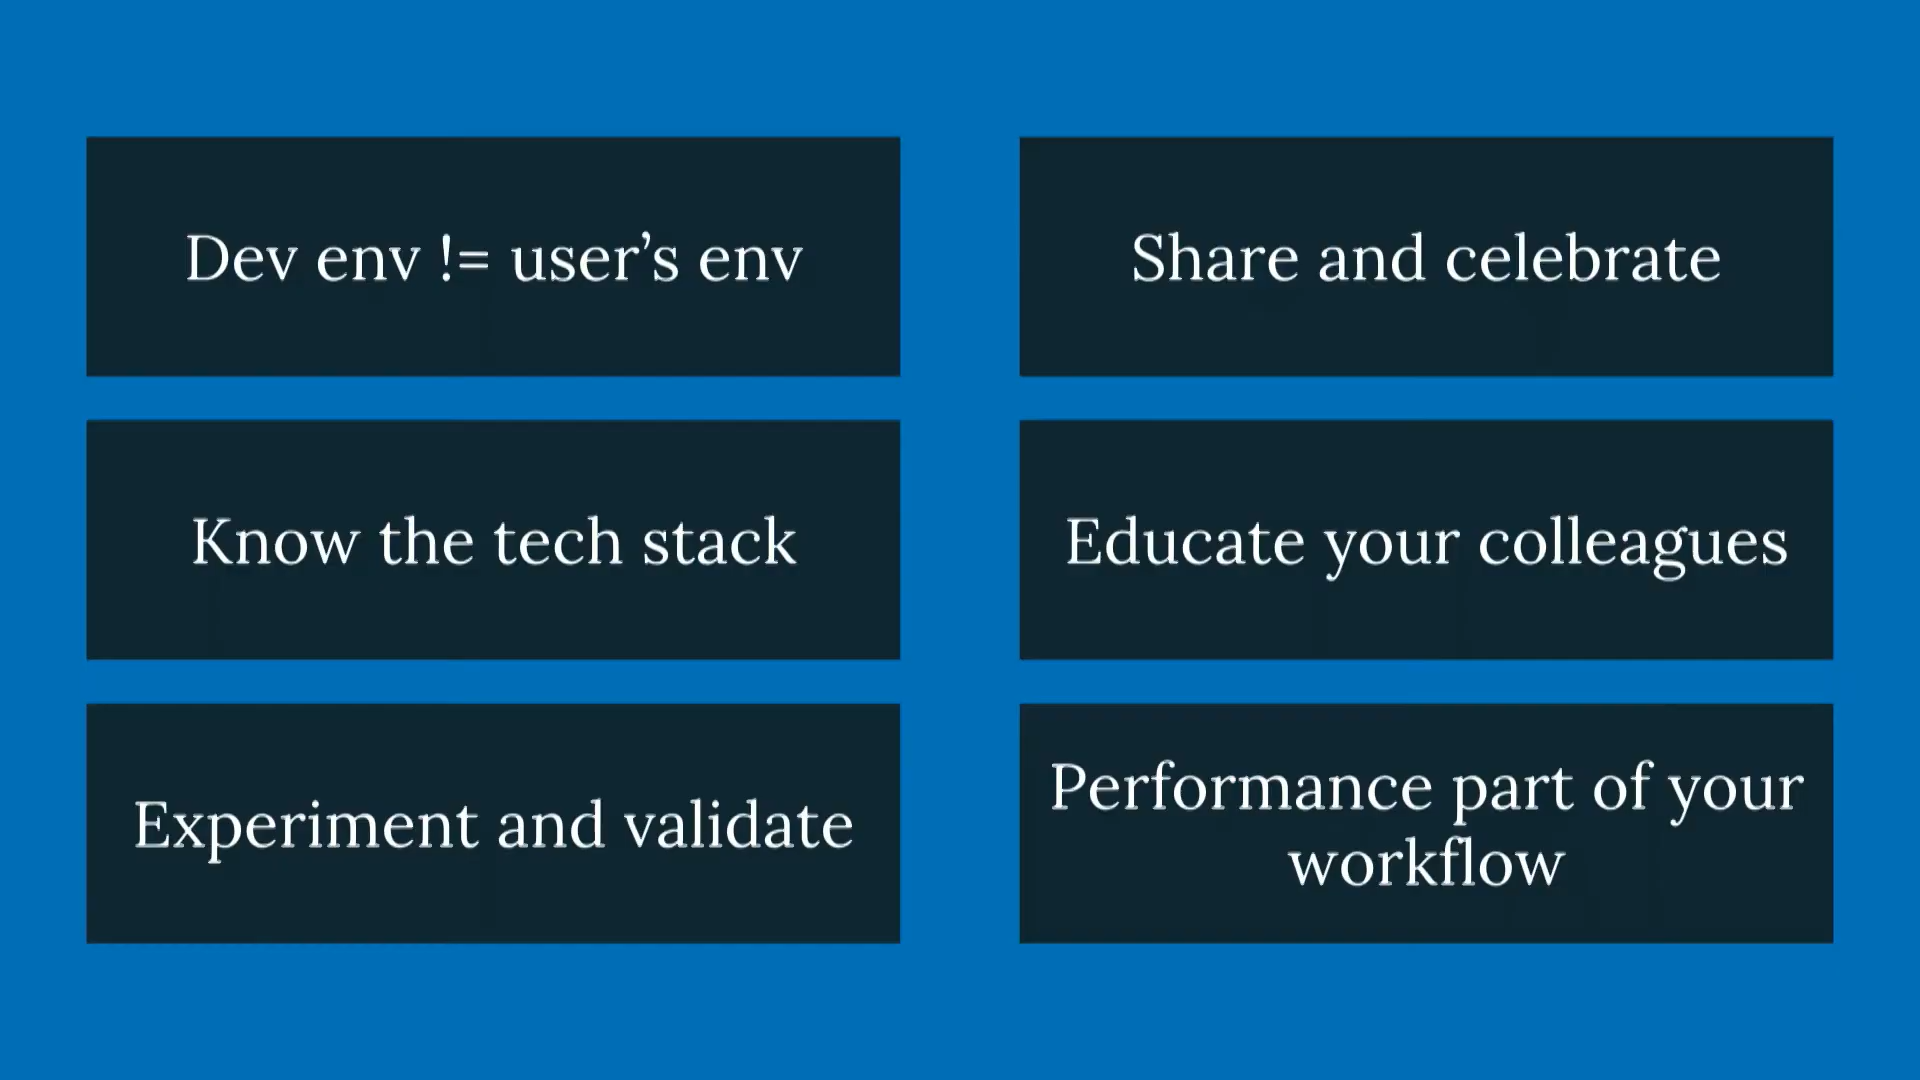 Dev env != user’s env
Know the tech stack
Experiment and validate
Share and celebrate
Educate your colleagues
Performance part of your
workflow